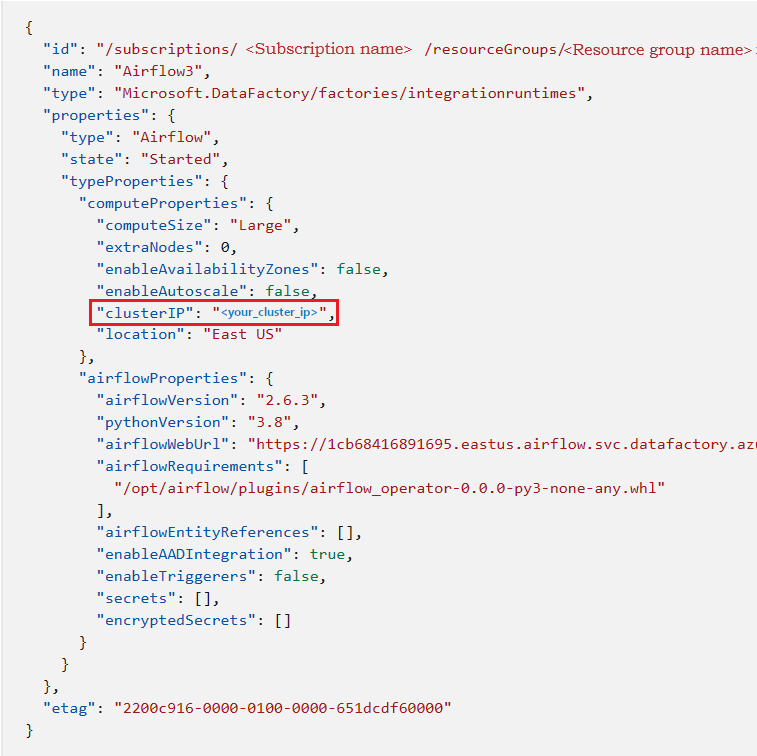 {
"id": "/subscriptions/ <Subscription name> /resourceGroups/<Resource group name>
"name": "Airflow3",
"type": "Microsoft.DataFactory/factories/integrationruntimes",
"properties": {
"type": "Airflow",
"state": "Started",
"typeProperties": {
"computeProperties": {
"computeSize": "Large",
"extraNodes": 0,
"enableAvailabilityZones": false,
"enableAutoscale": false,
"clusterIP": "<your_cluster_ip>",
"location": "East US"
},
"airflowProperties": {
"airflowVersion": "2.6.3",
"pythonVersion": "3.8",
"airflowWebUrl": "https://1cb68416891695.eastus.airflow.svc.datafactory.azu
"airflowRequirements": [
"/opt/airflow/plugins/airflow_operator-0.0.0-py3-none-any.whl"
],
"airflowEntityReferences": [],
"enableAADIntegration": true,
"enableTriggerers": false,
"secrets": [],
"encryptedSecrets": []
}
}
},
"etag": "2200c916-0000-0100-0000-651dcdf60000"
}